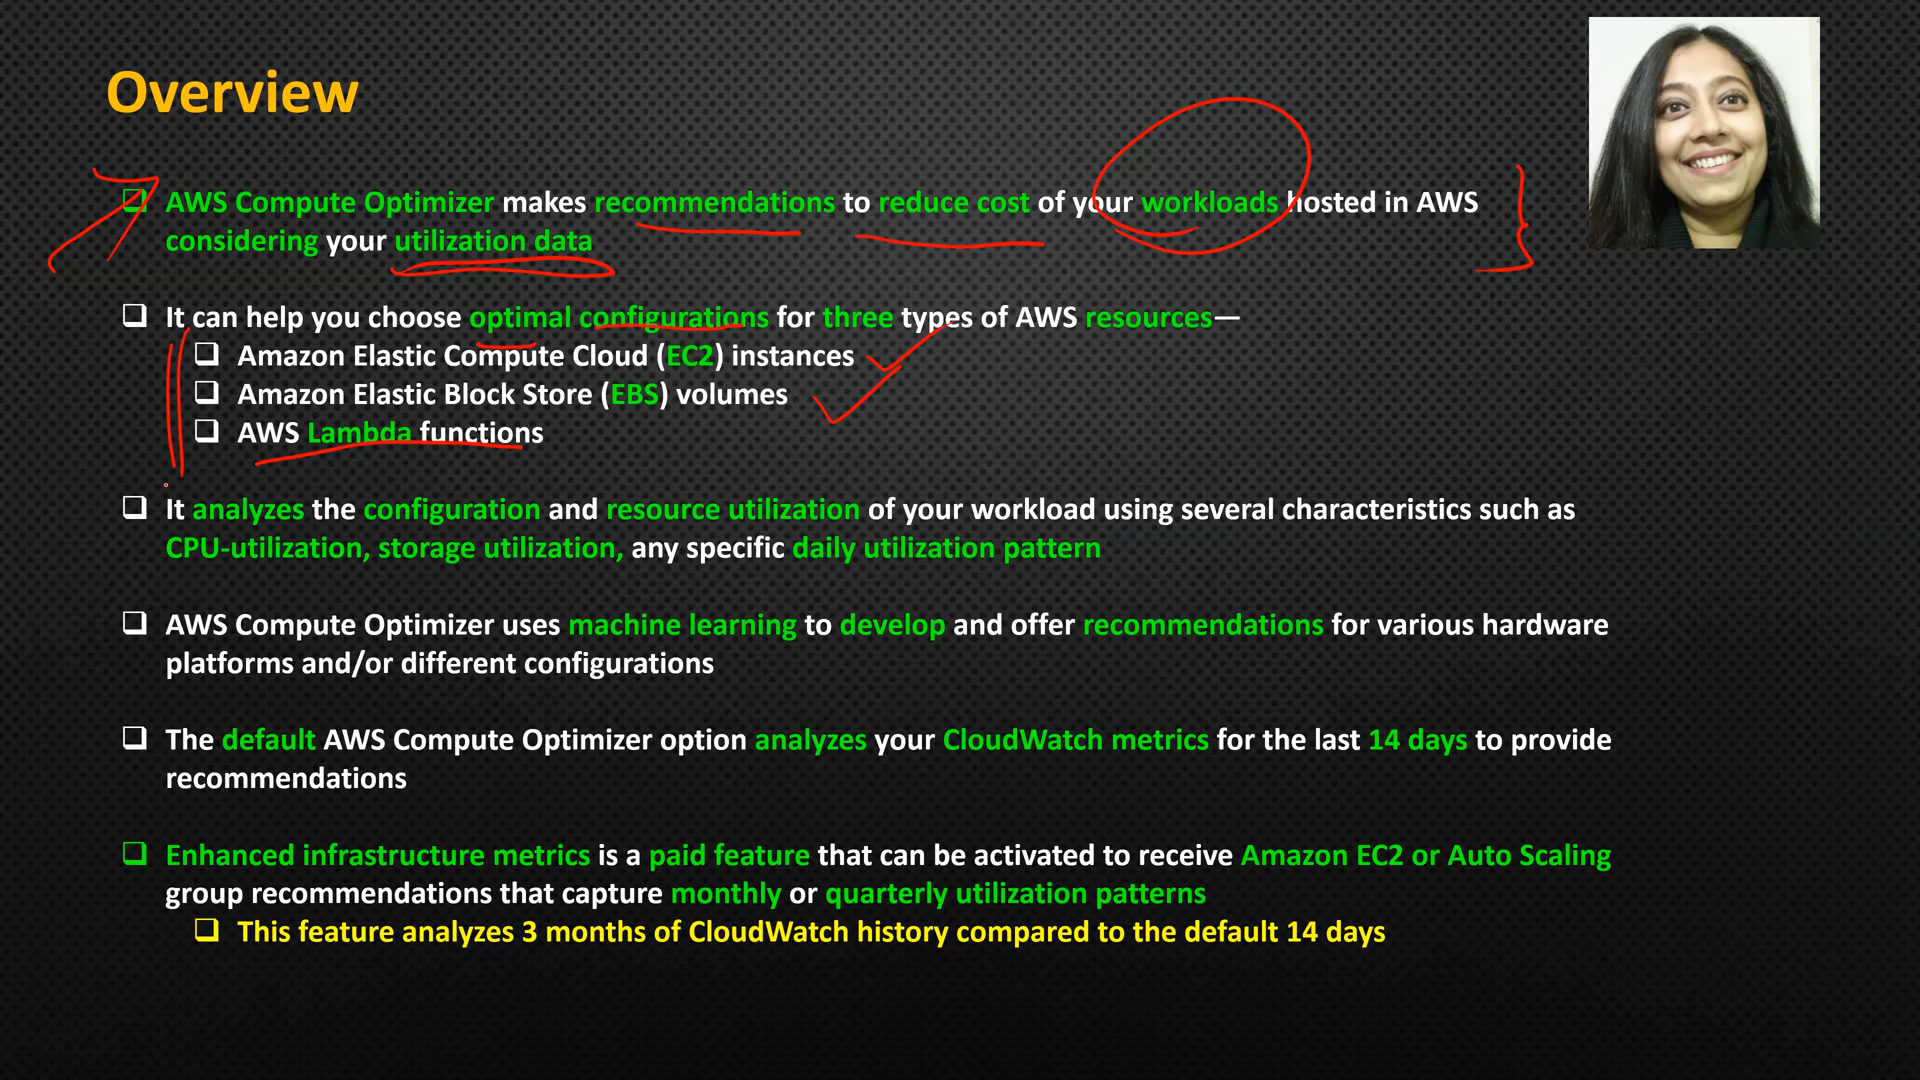 Overview
AWS Compute Optimizer makes recommendations to reduce cost of your workloads hosted in AWS
considering your utilization data
It can help you choose optimal configurations for three types of AWS resources—
Amazon Elastic Compute Cloud (EC2) instances
Amazon Elastic Block Store (EBS) volumes
AWS Lambda functions
It analyzes the configuration and resource utilization of your workload using several characteristics such as
CPU-utilization, storage utilization, any specific daily utilization pattern
AWS Compute Optimizer uses machine learning to develop and offer recommendations for various hardware
platforms and/or different configurations
The default AWS Compute Optimizer option analyzes your CloudWatch metrics for the last 14 days to provide
recommendations
Enhanced infrastructure metrics is a paid feature that can be activated to receive Amazon EC2 or Auto Scaling
group recommendations that capture monthly or quarterly utilization patterns
This feature analyzes 3 months of CloudWatch history compared to the default 14 days